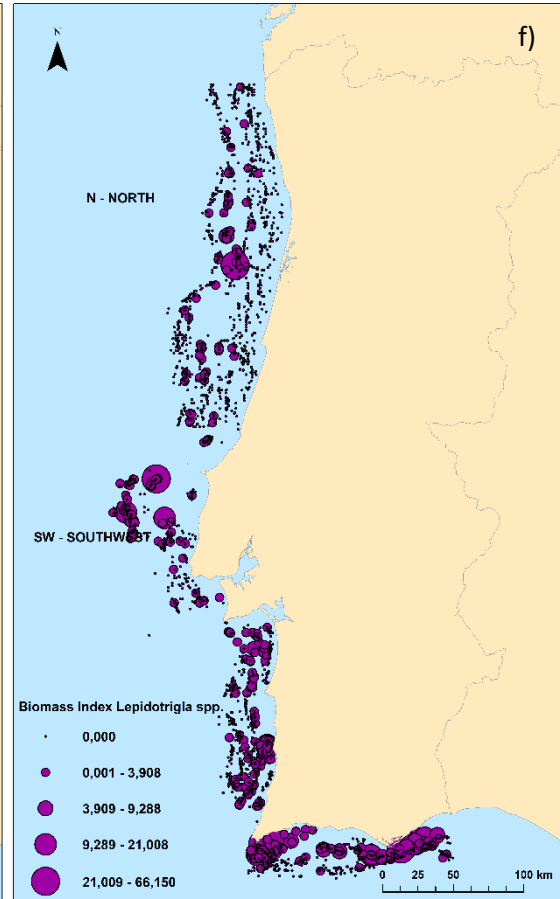 f)
N
N - NORTH
SW - SOUTHWEST
Biomass Index Lepidotrigla spp.
0,000
0,001 - 3,908
3,909 - 9,288
9,289 - 21,008
21,009 - 66,150
0 25 50 100 km